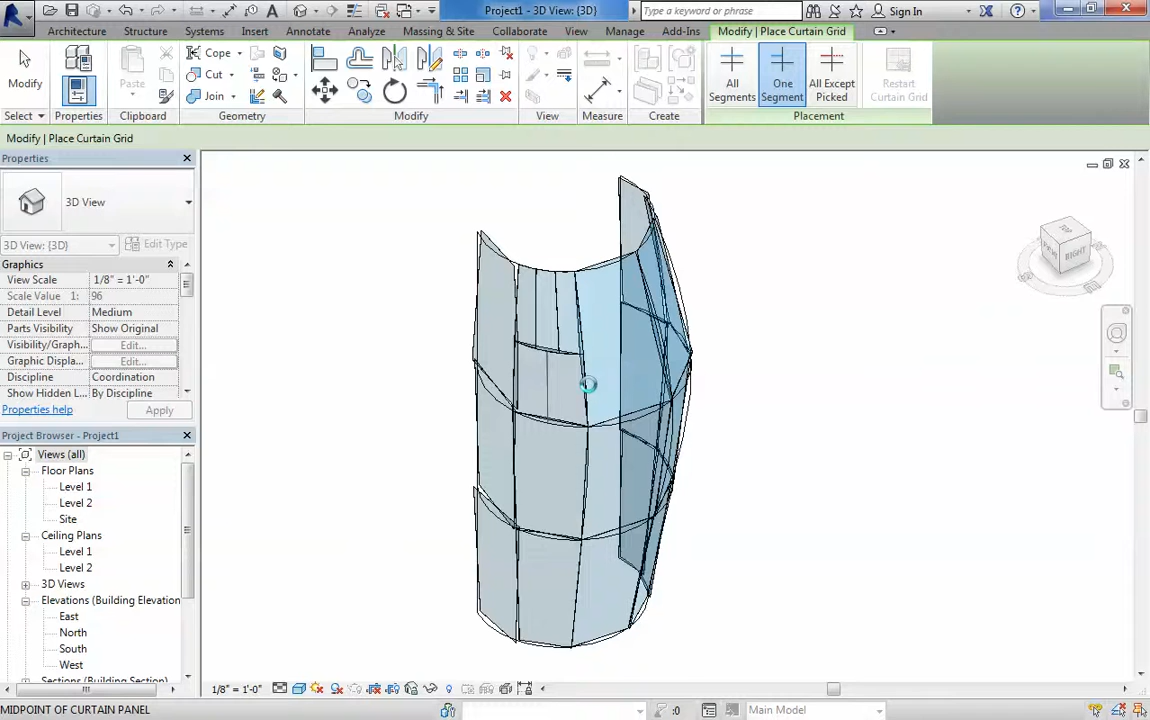 Project1 - 3D View: {3D}
Type a keyword or phrase
Sign In
Architecture
Structure
Systems
Insert
Annotate
Analyze
Massing & Site
Collaborate
View
Manage
Add-Ins
Modify | Place Curtain Grid
Modify
Paste
Cope
Cut
Join
All Segments
One Segment
All Except Picked
Restart Curtain Grid
Select
Properties
Clipboard
Geometry
Modify
View
Measure
Create
Placement
Modify | Place Curtain Grid
Properties
3D View
3D View: {3D}
Edit Type
Graphics
View Scale 1/8" = 1'-0"
Scale Value 1: 96
Detail Level Medium
Parts Visibility Show Original
Visibility/Graph... Edit...
Graphic Displa... Edit...
Discipline Coordination
Show Hidden L... By Discipline
Properties help
Apply
Project Browser - Project1
Views (all)
Floor Plans
Level 1
Level 2
Site
Ceiling Plans
Level 1
Level 2
3D Views
Elevations (Building Elevation
East
North
South
West
Sections (Building Section)
TOP
FRONT
RIGHT
1/8" = 1'-0"
MIDPOINT OF CURTAIN PANEL
:0
Main Model